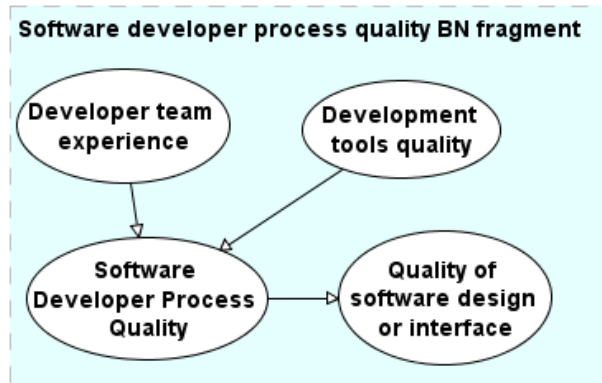 Software developer process quality BN fragment
Developer team
experience
Development
tools quality
Software
Developer Process
Quality
Quality of
software design
or interface